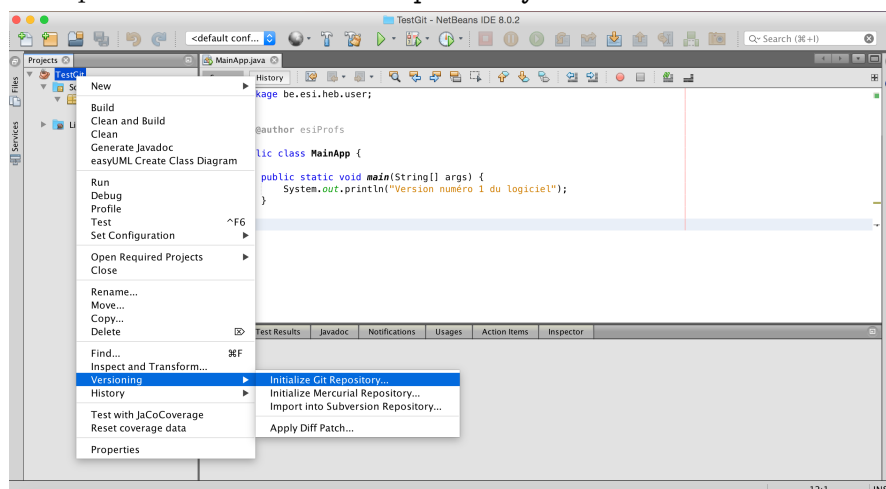 TestGit - NetBeans IDE 8.0.2
<default conf...
Search (⌘+I)
Projects
MainApp.java
Files
Services
TestGit
History
New
Build
Clean and Build
Clean
Generate Javadoc
easyUML Create Class Diagram
Run
Debug
Profile
Test ^F6
Set Configuration
Open Required Projects
Close
Rename...
Move...
Copy...
Delete ⌦
Find... ⌘F
Inspect and Transform...
Versioning
History
Test with JaCoCoverage
Reset coverage data
Properties
Initialize Git Repository...
Initialize Mercurial Repository...
Import into Subversion Repository...
Apply Diff Patch...
kage be.esi.heb.user;
@author esiProfs
lic class MainApp {
public static void main(String[] args) {
System.out.println("Version numéro 1 du logiciel");
}
Test Results
Javadoc
Notifications
Usages
Action Items
Inspector